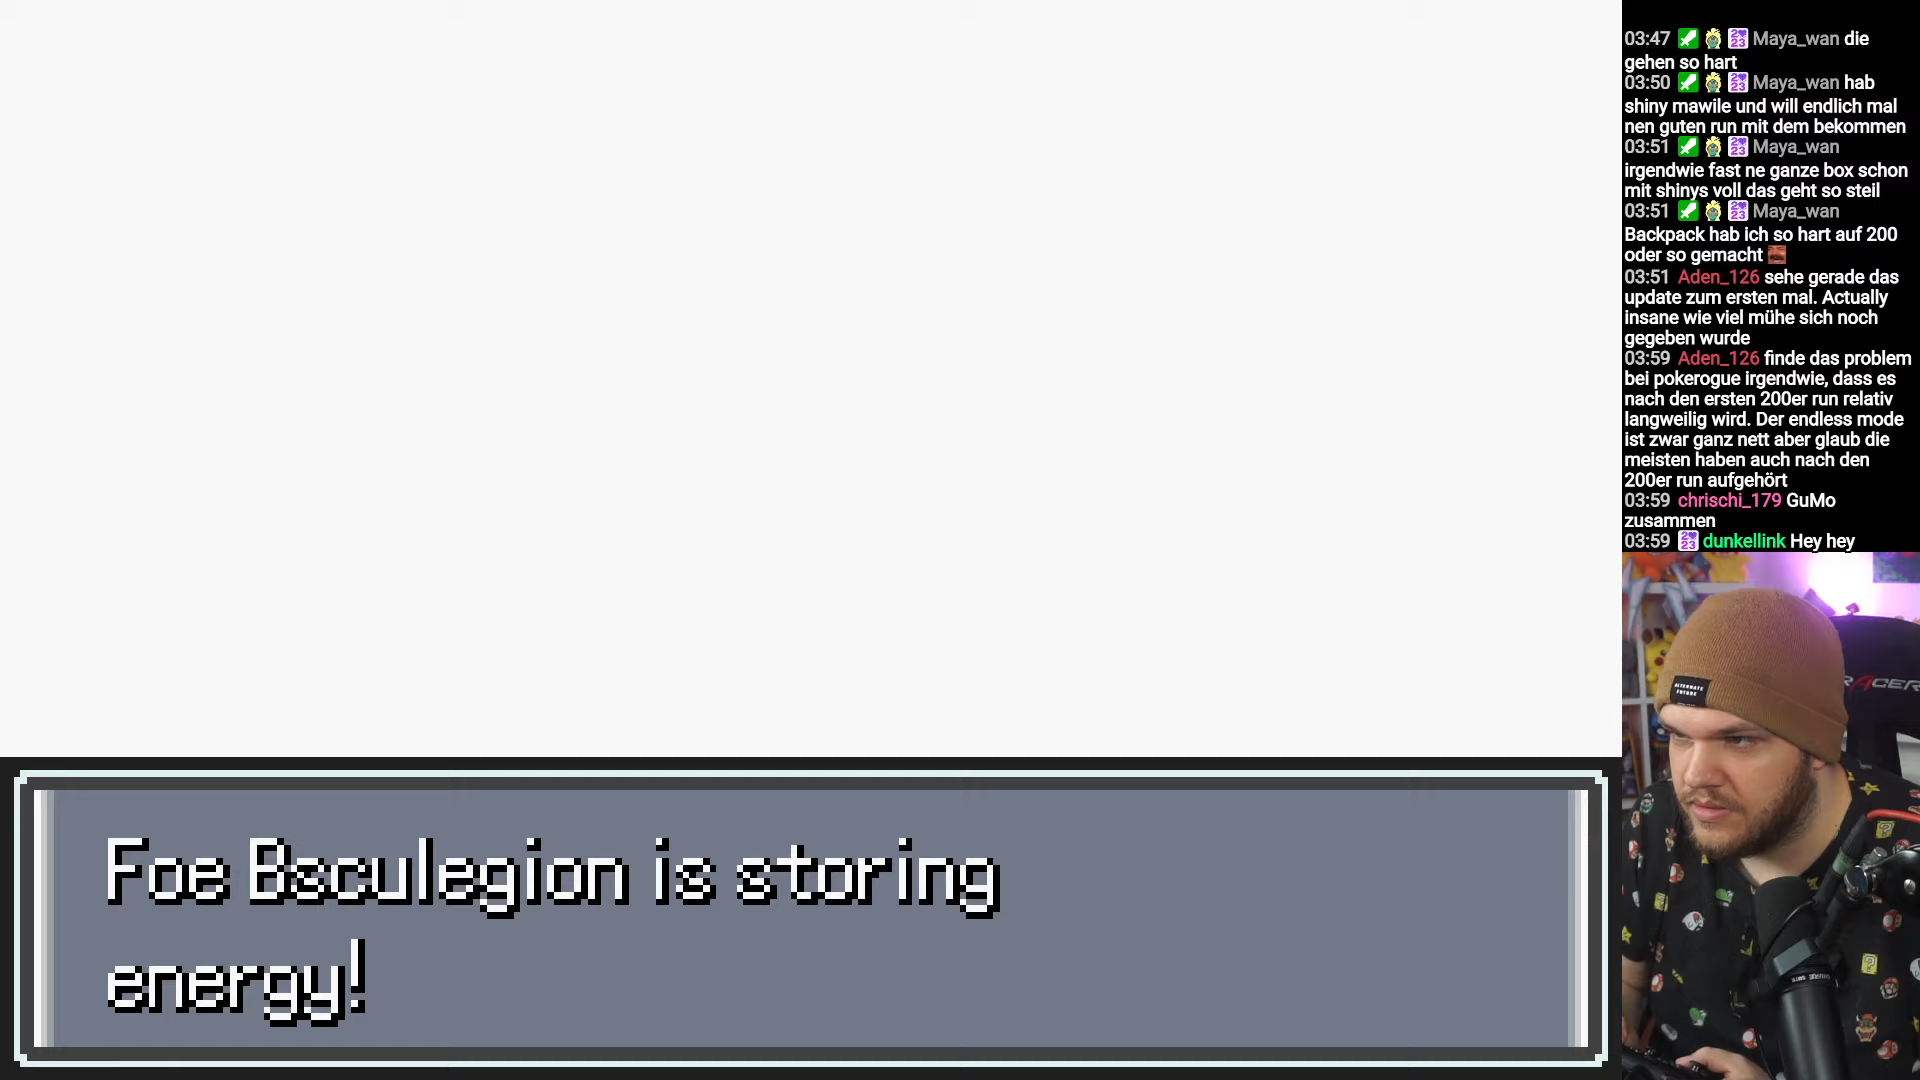 03:47 Maya_wan die
gehen so hart
03:50 Maya_wan hab
shiny mawile und will endlich mal
nen guten run mit dem bekommen
03:51 Maya_wan
irgendwie fast ne ganze box schon
mit shinys voll das geht so steil
03:51 Maya_wan
Backpack hab ich so hart auf 200
oder so gemacht
03:51 Aden_126 sehe gerade das
update zum ersten mal. Actually
insane wie viel mühe sich noch
gegeben wurde
03:59 Aden_126 finde das problem
bei pokerogue irgendwie, dass es
nach den ersten 200er run relativ
langweilig wird. Der endless mode
ist zwar ganz nett aber glaub die
meisten haben auch nach den
200er run aufgehört
03:59 chrischi_179 GuMo
zusammen
03:59 dunkellink Hey hey
ALTERNATE
FUTURE
RACER
Foe Bsculegion is storing
energy!